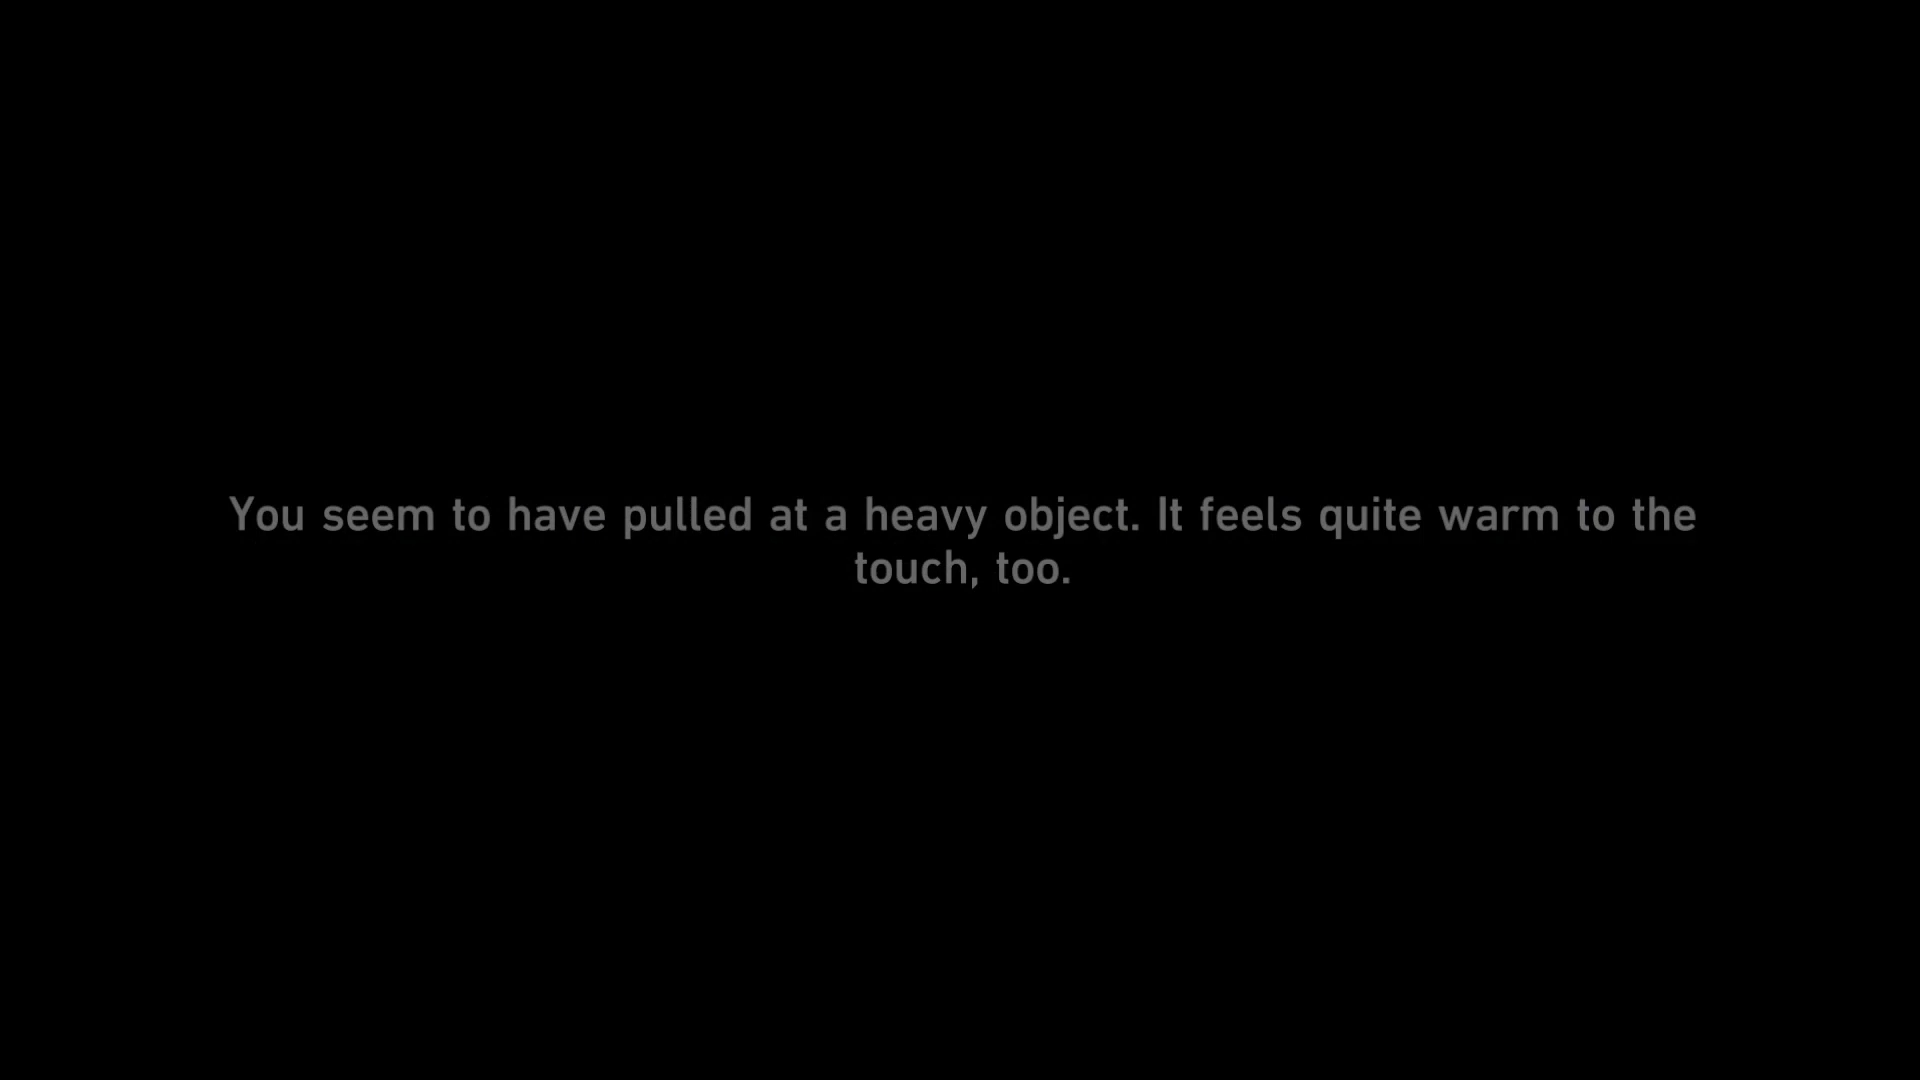 You seem to have pulled at a heavy object. It feels quite warm to the
touch, too.